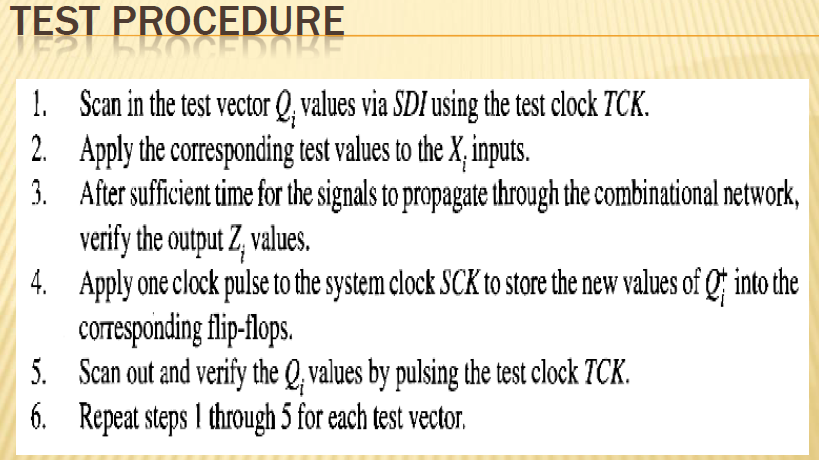 TEST PROCEDURE
1. Scan in the test vector Qi values via SDI using the test clock TCK.
2. Apply the corresponding test values to the Xi inputs.
3. After sufficient time for the signals to propagate through the combinational network,
verify the output Zi values.
4. Apply one clock pulse to the system clock SCK to store the new values of Qi+ into the
corresponding flip-flops.
5. Scan out and verify the Qi values by pulsing the test clock TCK.
6. Repeat steps 1 through 5 for each test vector.